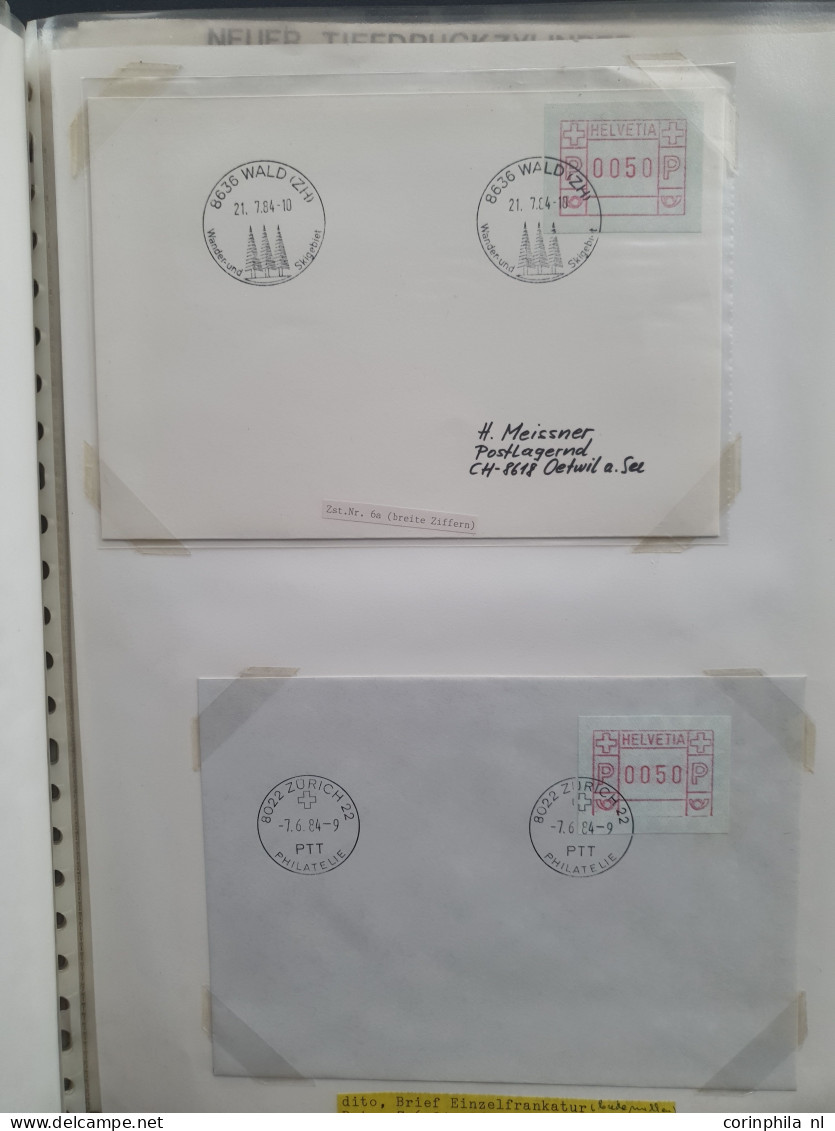 NEUER TIEFDRUCKZYLINDER
HELVETIA
P 0050 P
8636 WALD (ZH)
21. 7.84-10
Wander-und Skigebiet
8636 WALD (ZH)
21. 7.84-10
Wander-und Skigebiet
H. Meissner
Postlagernd
CH-8618 Oetwil a. See
Zst.Nr. 6a (breite Ziffern)
HELVETIA
P 0050 P
8022 ZÜRICH 22
-7.6.84-9
PTT
PHILATELIE
8022 ZÜRICH 22
-7.6.84-9
PTT
PHILATELIE
dito, Brief Einzelfrankatur
corinphila nl